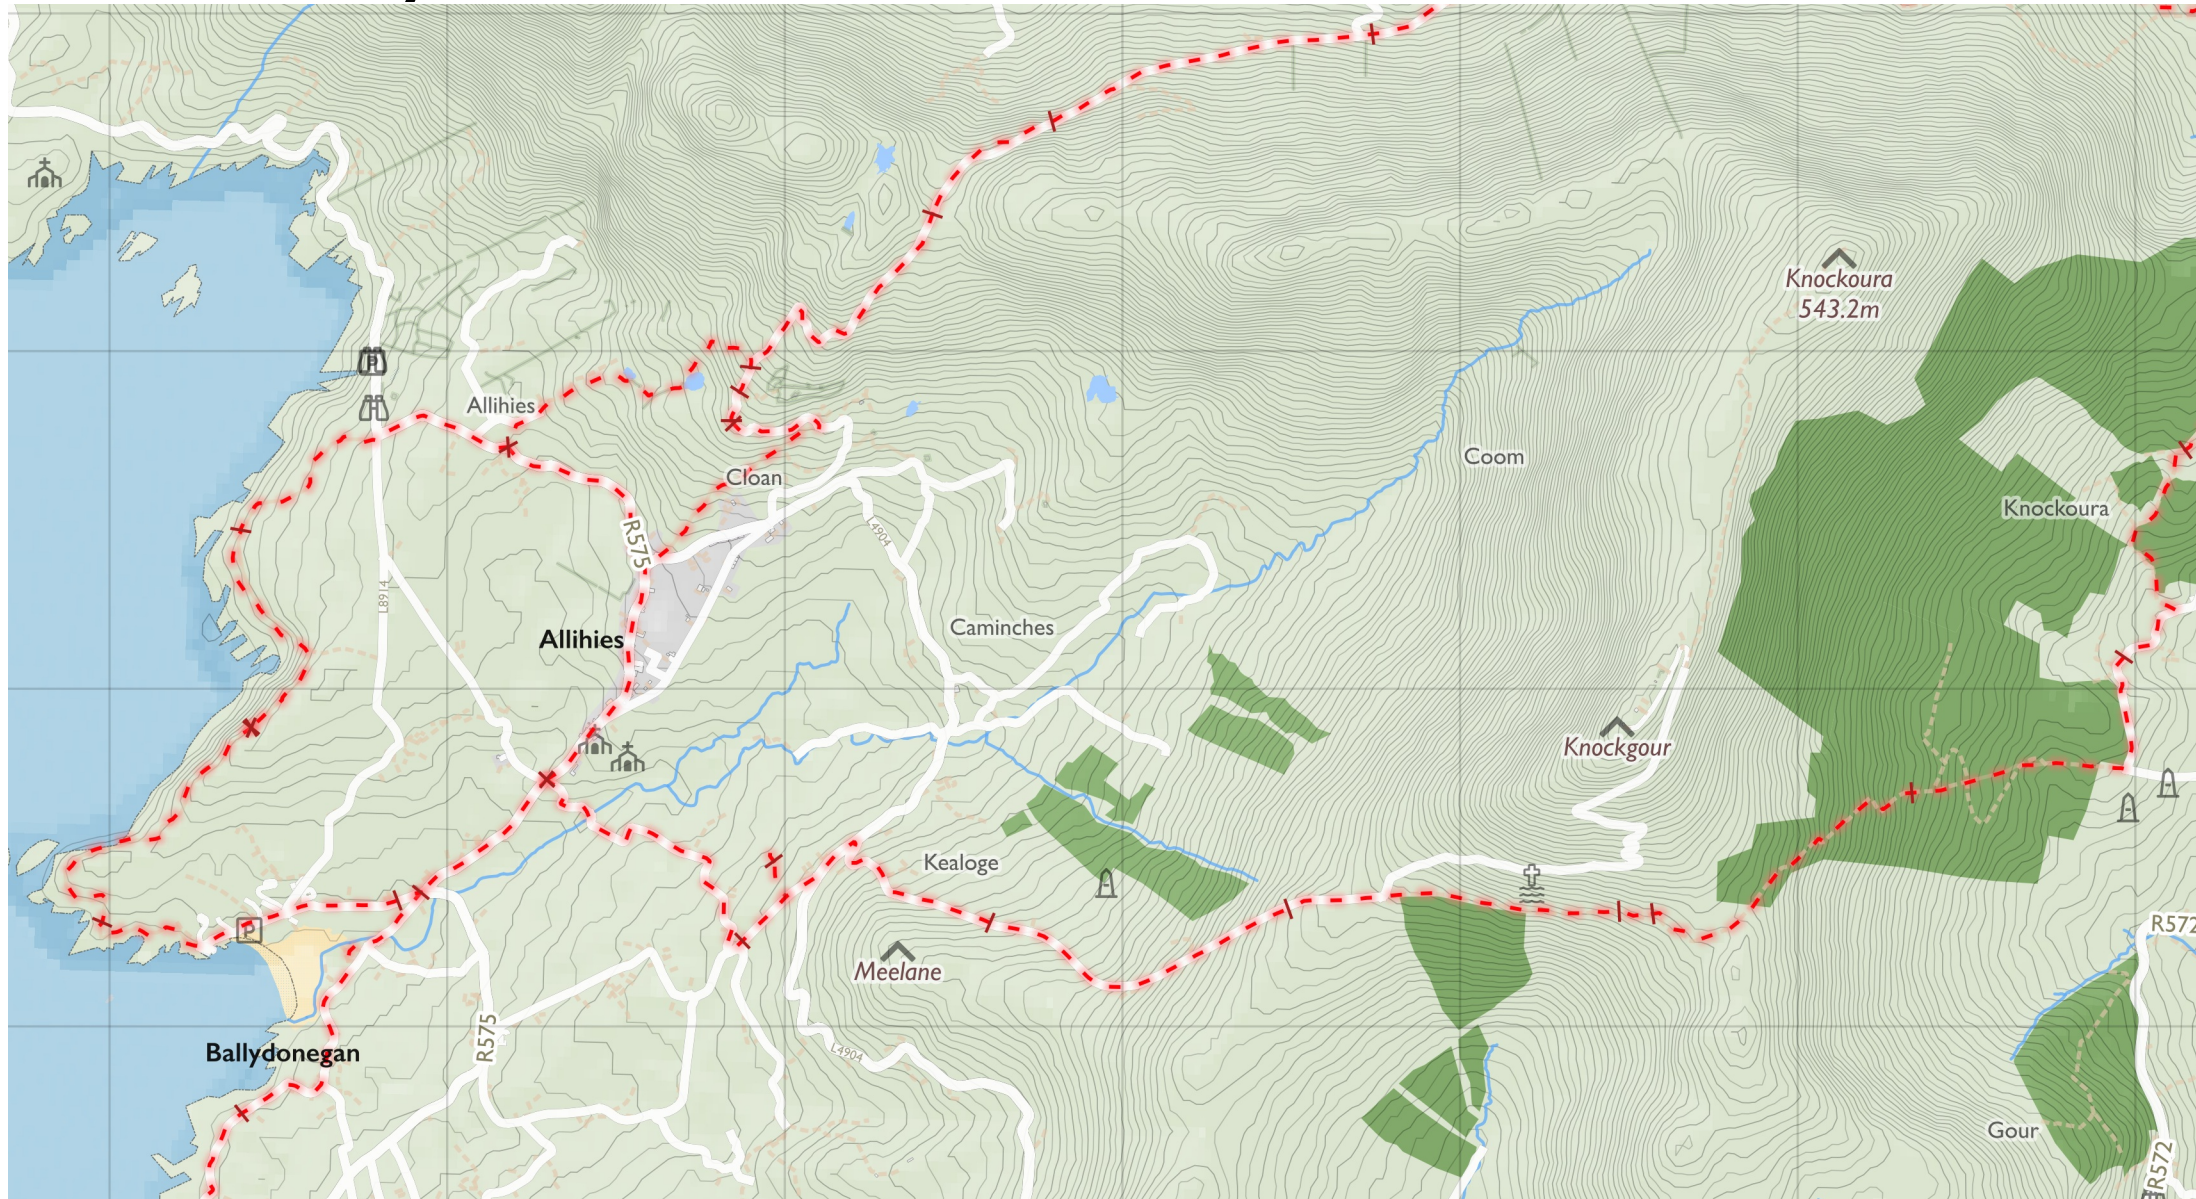 Knockoura
543.2m
Allihies
Coom
Cloan
Knockoura
L4904
R575
L8914
Caminches
Allihies
Knockgour
Kealoge
R572
Meelane
R575
L4904
Ballydonegan
Gour
R572
P
P